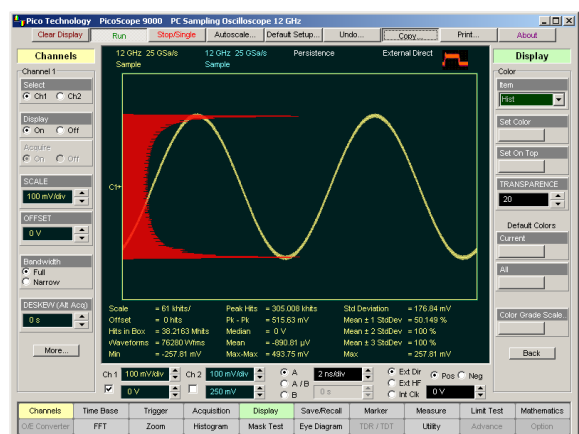 Pico Technology PicoScope 9000 PC Sampling Oscilloscope 12 GHz
Clear Display Run Stop/Single Autoscale... Default Setup... Undo... Copy... Print... About
Channels
Channel 1
Select
Ch1 Ch2
Display
On Off
Acquire
On Off
SCALE
100 mV/div
OFFSET
0 V
Bandwidth
Full
Narrow
DESKEW (Alt Acq)
0 s
More...
12 GHz 25 GSa/s 12 GHz 25 GSa/s Persistence External Direct
Sample Sample
C1+
Scale = 61 khits/ Peak Hits = 305.008 khits Std Deviation = 176.84 mV
Offset = 0 hits Pk - Pk = 515.63 mV Mean ± 1 StdDev = 50.149 %
Hits in Box = 38.2163 Mhits Median = 0 V Mean ± 2 StdDev = 100 %
Waveforms = 76280 Wfms Mean = -890.81 µV Mean ± 3 StdDev = 100 %
Min = -257.81 mV Max-Max = 493.75 mV Max = 257.81 mV
Display
Color
Item
Hist
Set Color
Set On Top
TRANSPARENCE
20
Default Colors
Current
All
Color Grade Scale...
Back
Ch 1 100 mV/div Ch 2 100 mV/div A 2 ns/div Ext Dir Pos Neg
A / B Ext HF
0 V 250 mV B 0 s Int Clk 0 V
Channels Time Base Trigger Acquisition Display Save/Recall Marker Measure Limit Test Mathematics
O/E Converter FFT Zoom Histogram Mask Test Eye Diagram TDR / TDT Utility Advance Option